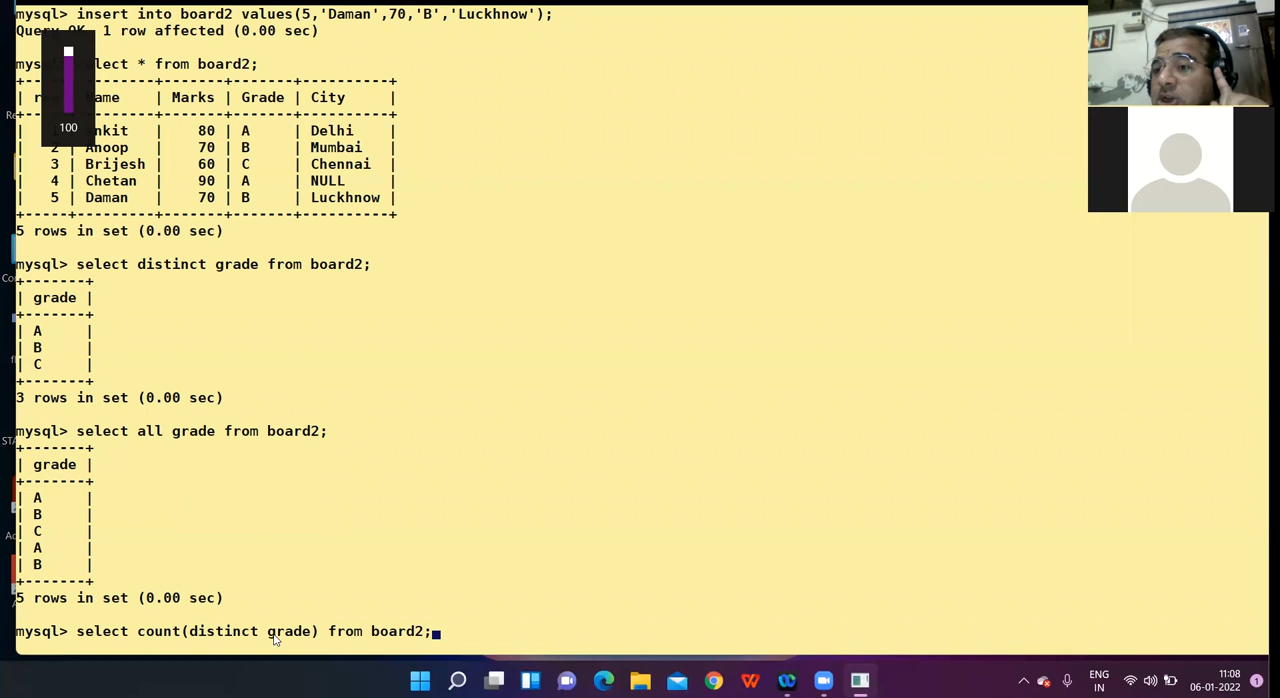 mysql> insert into board2 values(5,'Daman',70,'B','Luckhnow');
Query OK, 1 row affected (0.00 sec)
select * from board2;
+-----+---------+-------+-------+----------+
| Marks | Grade | City |
+-----+---------+-------+-------+----------+
| 80 | A | Delhi |
| 2 | Anoop | 70 | B | Mumbai |
| 3 | Brijesh | 60 | C | Chennai |
| 4 | Chetan | 90 | A | NULL |
| 5 | Daman | 70 | B | Luckhnow |
+-----+---------+-------+-------+----------+
5 rows in set (0.00 sec)
mysql> select distinct grade from board2;
+-------+
| grade |
+-------+
| A |
| B |
| C |
+-------+
3 rows in set (0.00 sec)
mysql> select all grade from board2;
+-------+
| grade |
+-------+
| A |
| B |
| C |
| A |
| B |
+-------+
5 rows in set (0.00 sec)
mysql> select count(distinct grade) from board2;
100
ENG
IN
11:08
06-01-2022
1